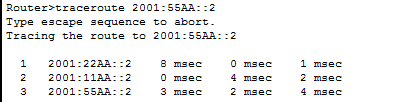 Router>traceroute 2001:55AA::2
Type escape sequence to abort.
Tracing the route to 2001:55AA::2
1 2001:22AA::2 8 msec 0 msec 1 msec
2 2001:11AA::2 0 msec 4 msec 2 msec
3 2001:55AA::2 3 msec 2 msec 4 msec